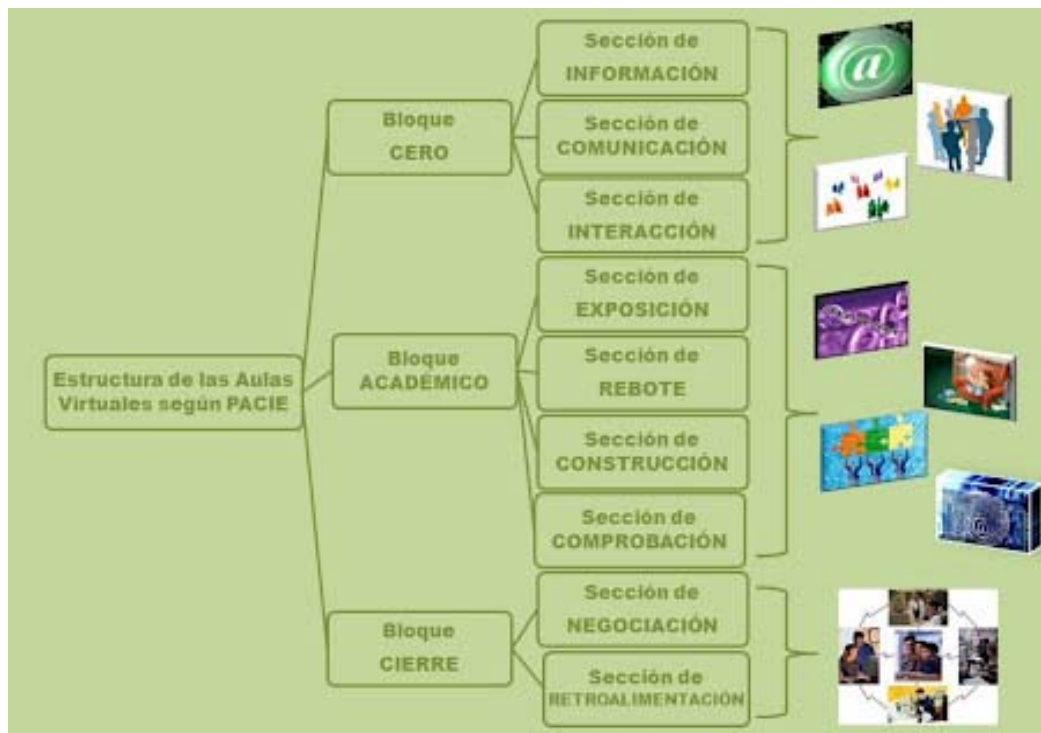 Estructura de las Aulas
Virtuales según PACIE
Bloque
CERO
Sección de
INFORMACIÓN
Sección de
COMUNICACIÓN
Sección de
INTERACCIÓN
Bloque
ACADÉMICO
Sección de
EXPOSICIÓN
Sección de
REBOTE
Sección de
CONSTRUCCIÓN
Sección de
COMPROBACIÓN
Bloque
CIERRE
Sección de
NEGOCIACIÓN
Sección de
RETROALIMENTACIÓN
@